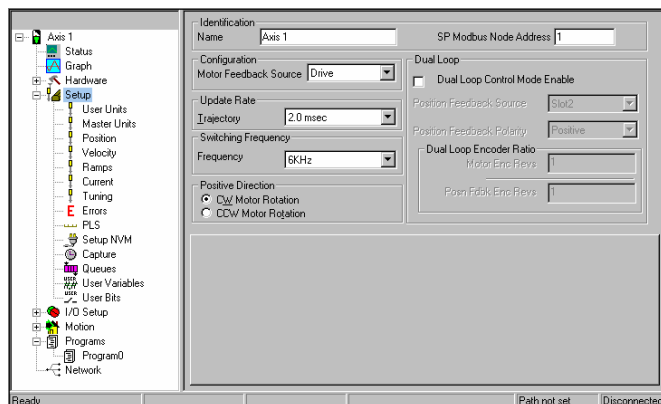 Axis 1
Status
Graph
Hardware
Setup
User Units
Master Units
Position
Velocity
Ramps
Current
Tuning
E Errors
PLS
Setup NVM
Capture
Queues
USER User Variables
USER User Bits
I/O Setup
Motion
Programs
Program0
Network
Identification
Name Axis 1 SP Modbus Node Address 1
Configuration
Motor Feedback Source Drive
Update Rate
Trajectory 2.0 msec
Switching Frequency
Frequency 6KHz
Positive Direction
CW Motor Rotation
CCW Motor Rotation
Dual Loop
Dual Loop Control Mode Enable
Position Feedback Source Slot2
Position Feedback Polarity Positive
Dual Loop Encoder Ratio
Motor Enc Revs 1
Posn Fdbk Enc Revs 1
Ready Path not set Disconnected